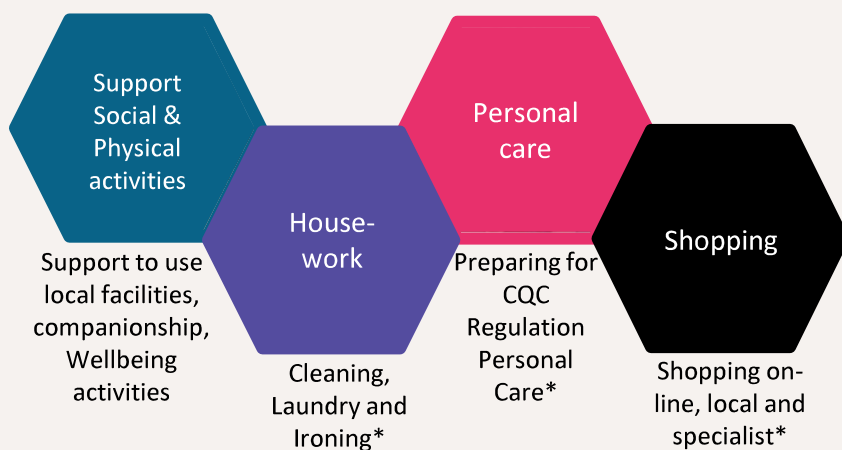 Support
Social &
Physical
activities
Support to use
local facilities,
companionship,
Wellbeing
activities
House-
work
Cleaning,
Laundry and
Ironing*
Personal
care
Preparing for
CQC
Regulation
Personal
Care*
Shopping
Shopping on-
line, local and
specialist*